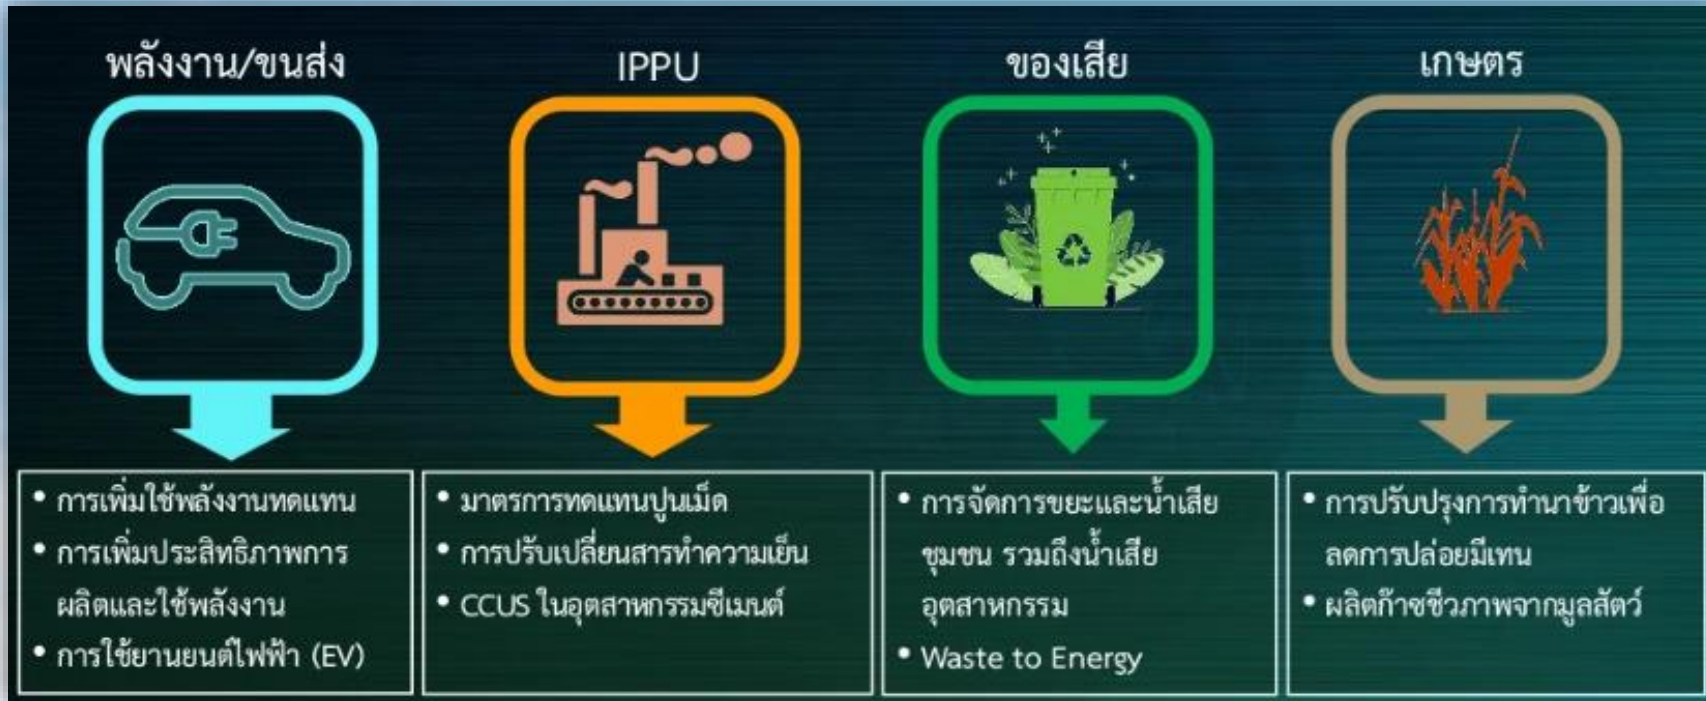 พลังงาน/ขนส่ง
IPPU
ของเสีย
เกษตร
• การเพิ่มใช้พลังงานทดแทน
• การเพิ่มประสิทธิภาพการ
ผลิตและใช้พลังงาน
• การใช้ยานยนต์ไฟฟ้า (EV)
• มาตรการทดแทนปูนเม็ด
• การปรับเปลี่ยนสารทำความเย็น
• CCUS ในอุตสาหกรรมซีเมนต์
• การจัดการขยะและน้ำเสีย
ชุมชน รวมถึงน้ำเสีย
อุตสาหกรรม
• Waste to Energy
• การปรับปรุงการทำนาข้าวเพื่อ
ลดการปล่อยมีเทน
• ผลิตก๊าซชีวภาพจากมูลสัตว์